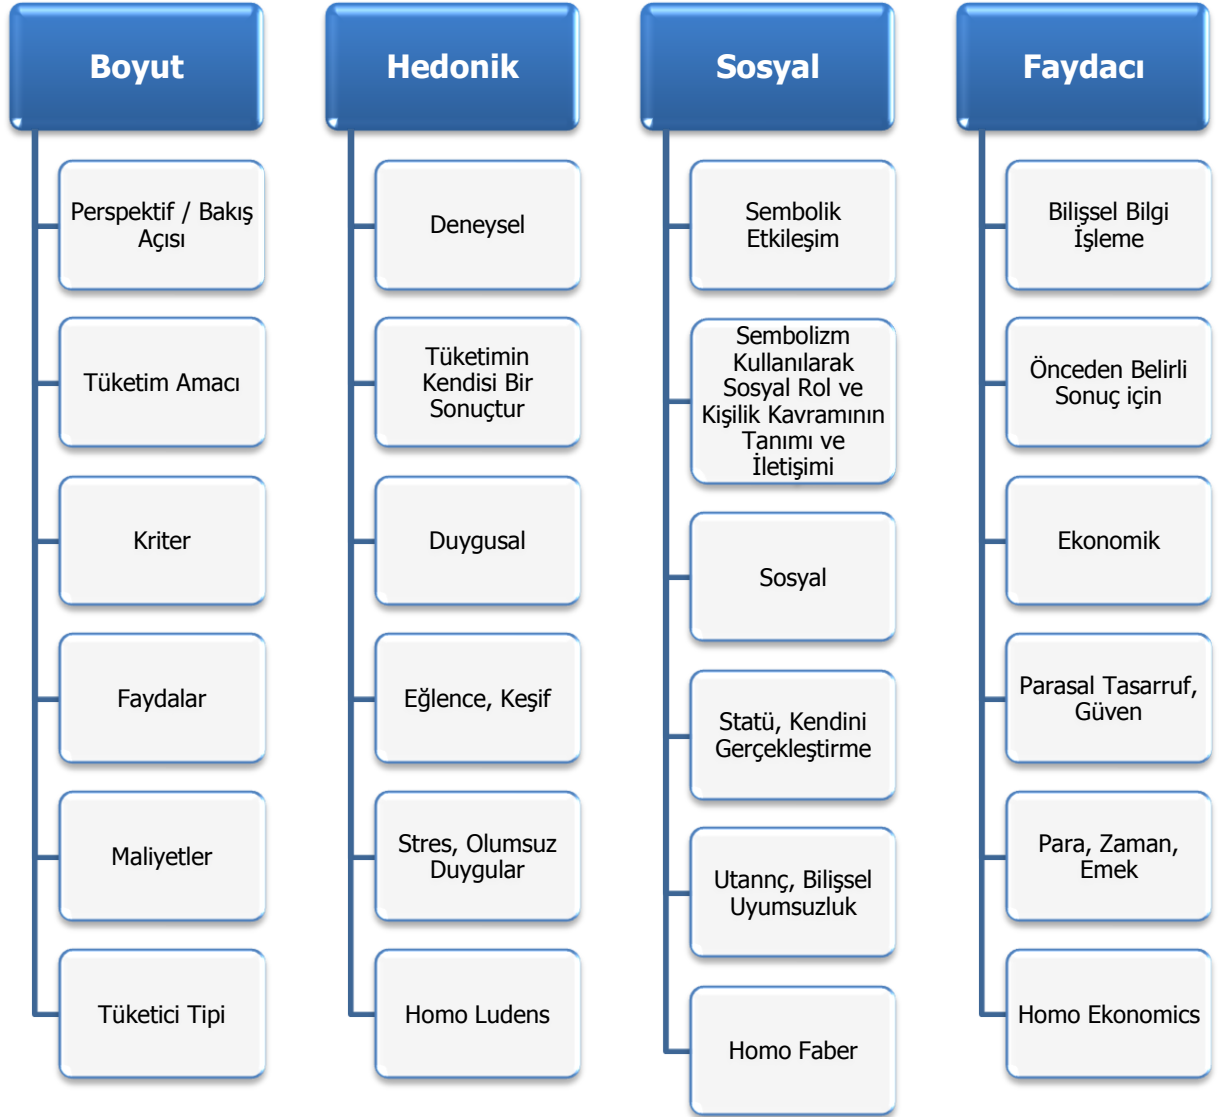 Boyut
Perspektif / Bakış
Açısı
Tüketim Amacı
Kriter
Faydalar
Maliyetler
Tüketici Tipi
Hedonik
Deneysel
Tüketimin
Kendisi Bir
Sonuçtur
Duygusal
Eğlence, Keşif
Stres, Olumsuz
Duygular
Homo Ludens
Sosyal
Sembolik
Etkileşim
Sembolizm
Kullanılarak
Sosyal Rol ve
Kişilik Kavramının
Tanımı ve
İletişimi
Sosyal
Statü, Kendini
Gerçekleştirme
Utannç, Bilişsel
Uyumsuzluk
Homo Faber
Faydacı
Bilişsel Bilgi
İşleme
Önceden Belirli
Sonuç için
Ekonomik
Parasal Tasarruf,
Güven
Para, Zaman,
Emek
Homo Ekonomics